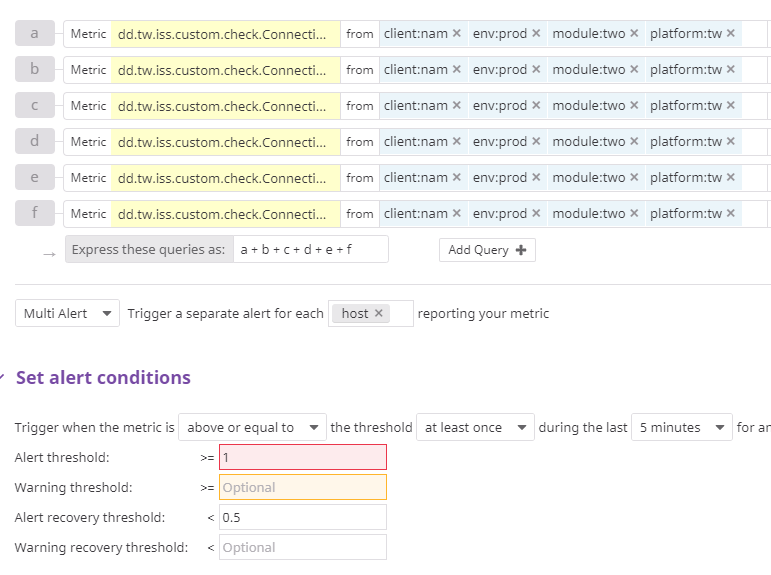 a Metric dd.tw.iss.custom.check.Connecti... from client:nam × env:prod × module:two × platform:tw ×
b Metric dd.tw.iss.custom.check.Connecti... from client:nam × env:prod × module:two × platform:tw ×
c Metric dd.tw.iss.custom.check.Connecti... from client:nam × env:prod × module:two × platform:tw ×
d Metric dd.tw.iss.custom.check.Connecti... from client:nam × env:prod × module:two × platform:tw ×
e Metric dd.tw.iss.custom.check.Connecti... from client:nam × env:prod × module:two × platform:tw ×
f Metric dd.tw.iss.custom.check.Connecti... from client:nam × env:prod × module:two × platform:tw ×
→ Express these queries as: a + b + c + d + e + f Add Query +
Multi Alert Trigger a separate alert for each host × reporting your metric
Set alert conditions
Trigger when the metric is above or equal to the threshold at least once during the last 5 minutes for
Alert threshold: >= 1
Warning threshold: >= Optional
Alert recovery threshold: < 0.5
Warning recovery threshold: < Optional